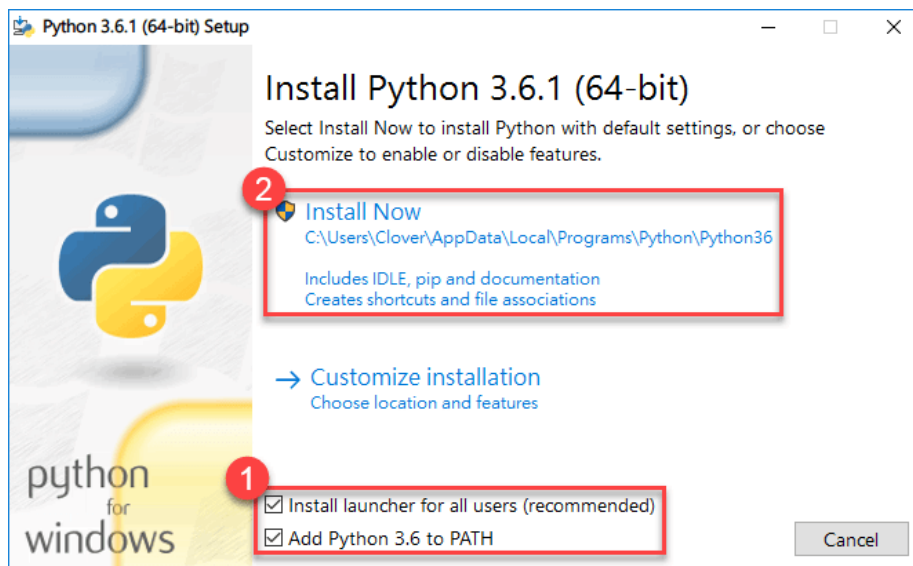 Python 3.6.1 (64-bit) Setup
Install Python 3.6.1 (64-bit)
Select Install Now to install Python with default settings, or choose
Customize to enable or disable features.
2
Install Now
C:\Users\Clover\AppData\Local\Programs\Python\Python36
Includes IDLE, pip and documentation
Creates shortcuts and file associations
Customize installation
Choose location and features
python
for
windows
1
Install launcher for all users (recommended)
Add Python 3.6 to PATH
Cancel